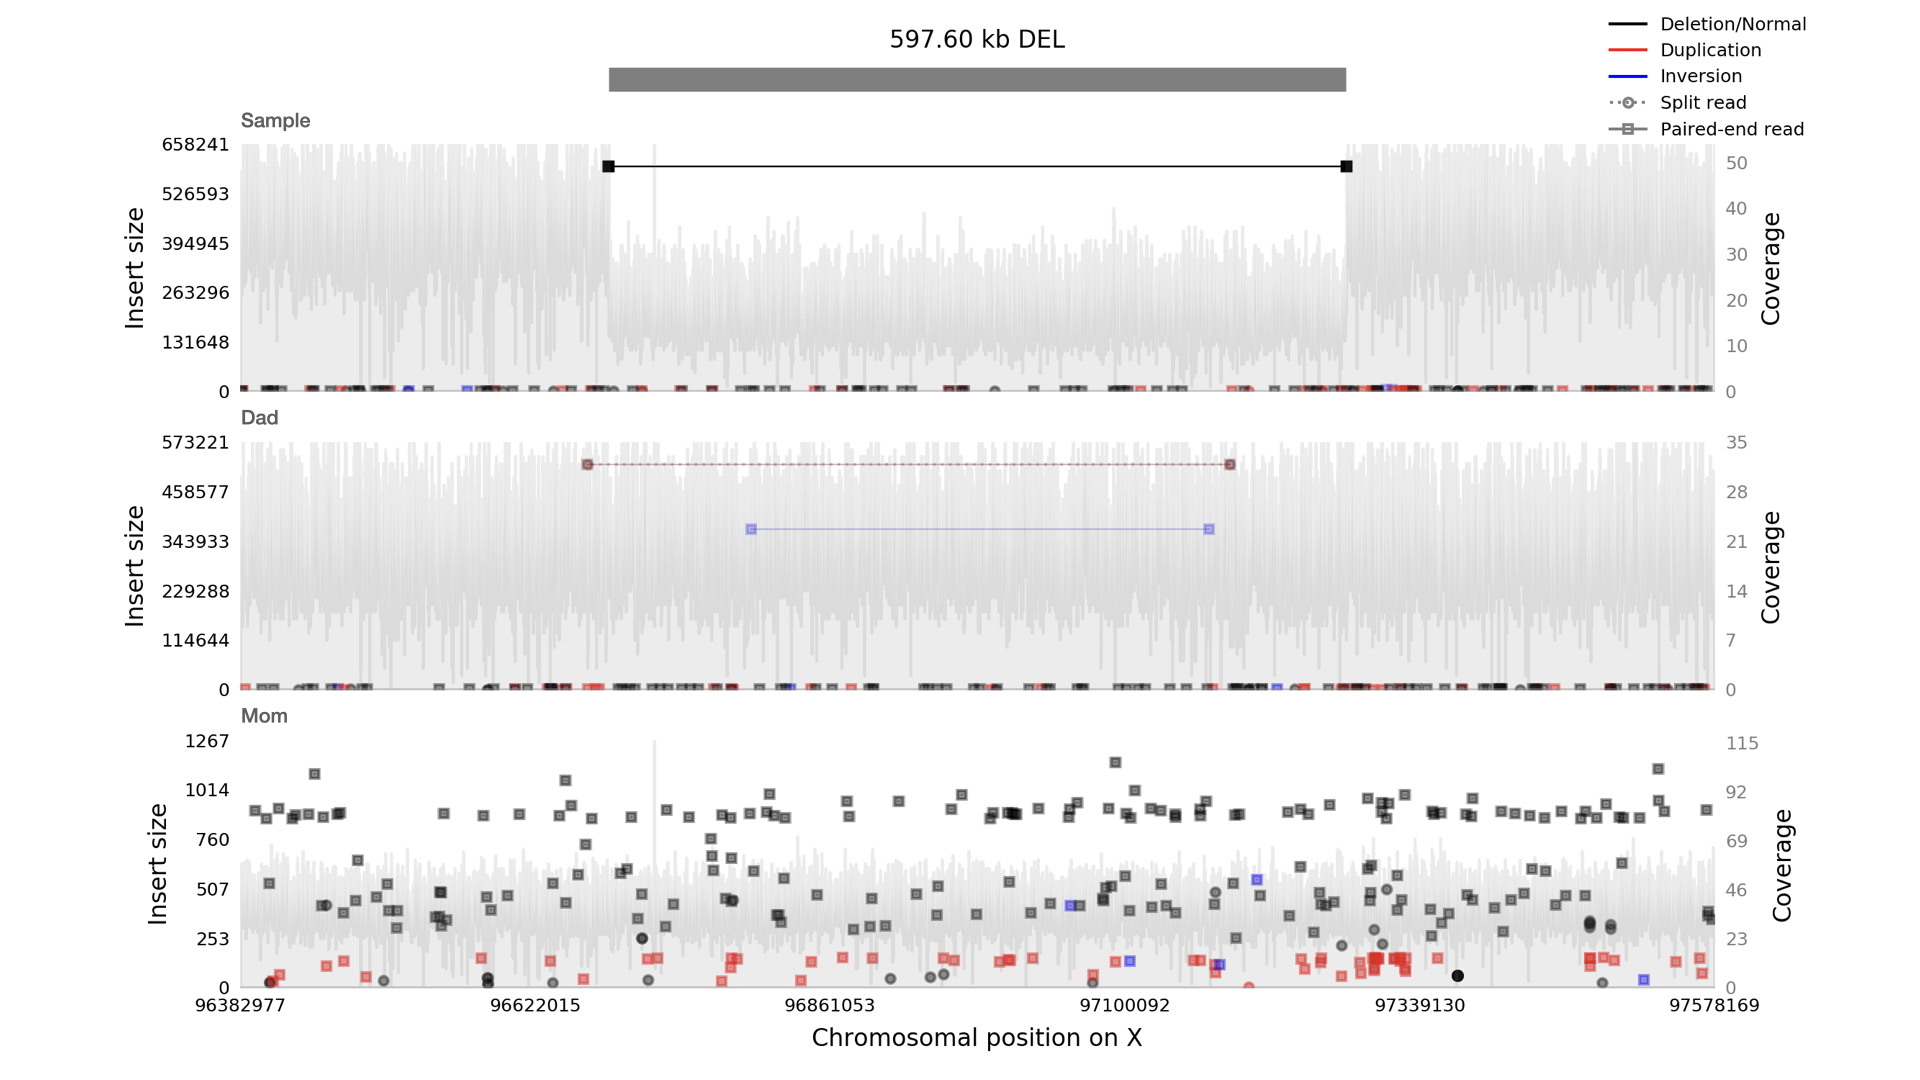 597.60 kb DEL
Deletion/Normal
Duplication
Inversion
Split read
Paired-end read
Sample
658241
526593
394945
263296
131648
0
Insert size
50
40
30
20
10
0
Coverage
Dad
573221
458577
343933
229288
114644
0
Insert size
35
28
21
14
7
0
Coverage
Mom
1267
1014
760
507
253
0
Insert size
115
92
69
46
23
0
Coverage
96382977 96622015 96861053 97100092 97339130 97578169
Chromosomal position on X